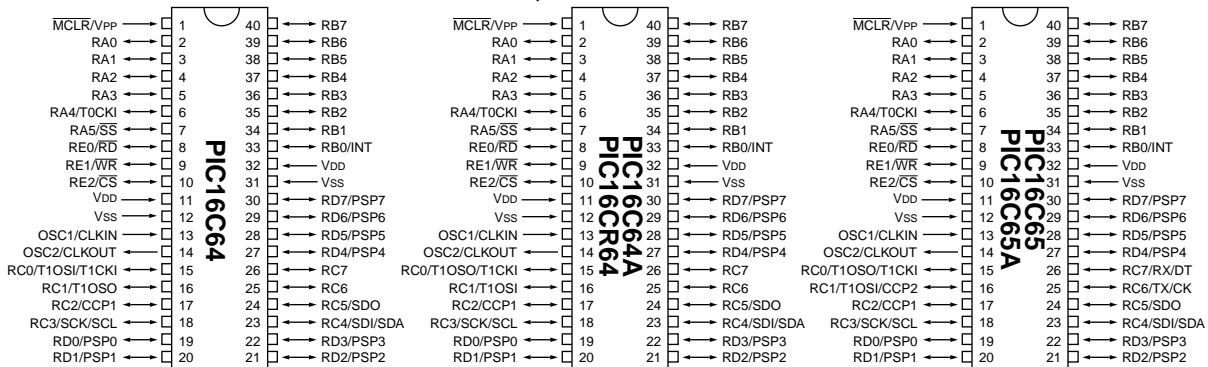 MCLR/VPP 1 40 RB7
RA0 2 39 RB6
RA1 3 38 RB5
RA2 4 37 RB4
RA3 5 36 RB3
RA4/T0CKI 6 35 RB2
RA5/SS 7 34 RB1
RE0/RD 8 33 RB0/INT
RE1/WR 9 32 VDD
RE2/CS 10 31 VSS
VDD 11 30 RD7/PSP7
VSS 12 29 RD6/PSP6
OSC1/CLKIN 13 28 RD5/PSP5
OSC2/CLKOUT 14 27 RD4/PSP4
RC0/T1OSI/T1CKI 15 26 RC7
RC1/T1OSO 16 25 RC6
RC2/CCP1 17 24 RC5/SDO
RC3/SCK/SCL 18 23 RC4/SDI/SDA
RD0/PSP0 19 22 RD3/PSP3
RD1/PSP1 20 21 RD2/PSP2
PIC16C64
MCLR/VPP 1 40 RB7
RA0 2 39 RB6
RA1 3 38 RB5
RA2 4 37 RB4
RA3 5 36 RB3
RA4/T0CKI 6 35 RB2
RA5/SS 7 34 RB1
RE0/RD 8 33 RB0/INT
RE1/WR 9 32 VDD
RE2/CS 10 31 VSS
VDD 11 30 RD7/PSP7
VSS 12 29 RD6/PSP6
OSC1/CLKIN 13 28 RD5/PSP5
OSC2/CLKOUT 14 27 RD4/PSP4
RC0/T1OSO/T1CKI 15 26 RC7
RC1/T1OSI 16 25 RC6
RC2/CCP1 17 24 RC5/SDO
RC3/SCK/SCL 18 23 RC4/SDI/SDA
RD0/PSP0 19 22 RD3/PSP3
RD1/PSP1 20 21 RD2/PSP2
PIC16C64A
PIC16CR64
MCLR/VPP 1 40 RB7
RA0 2 39 RB6
RA1 3 38 RB5
RA2 4 37 RB4
RA3 5 36 RB3
RA4/T0CKI 6 35 RB2
RA5/SS 7 34 RB1
RE0/RD 8 33 RB0/INT
RE1/WR 9 32 VDD
RE2/CS 10 31 VSS
VDD 11 30 RD7/PSP7
VSS 12 29 RD6/PSP6
OSC1/CLKIN 13 28 RD5/PSP5
OSC2/CLKOUT 14 27 RD4/PSP4
RC0/T1OSO/T1CKI 15 26 RC7/RX/DT
RC1/T1OSI/CCP2 16 25 RC6/TX/CK
RC2/CCP1 17 24 RC5/SDO
RC3/SCK/SCL 18 23 RC4/SDI/SDA
RD0/PSP0 19 22 RD3/PSP3
RD1/PSP1 20 21 RD2/PSP2
PIC16C65
PIC16C65A